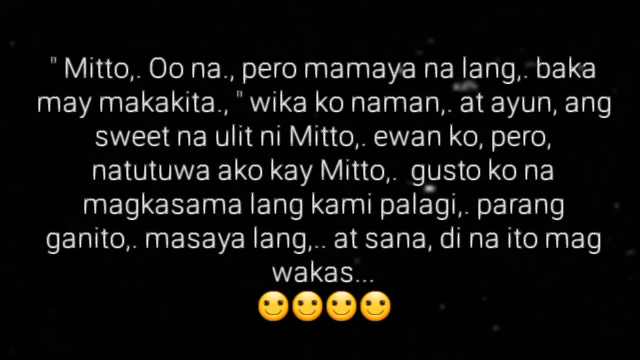 " Mitto,. Oo na., pero mamaya na lang,. baka
may makakita., " wika ko naman,. at ayun, ang
sweet na ulit ni Mitto,. ewan ko, pero,
natutuwa ako kay Mitto,.  gusto ko na
magkasama lang kami palagi,. parang
ganito,. masaya lang,.. at sana, di na ito mag
wakas...
🙂🙂🙂🙂